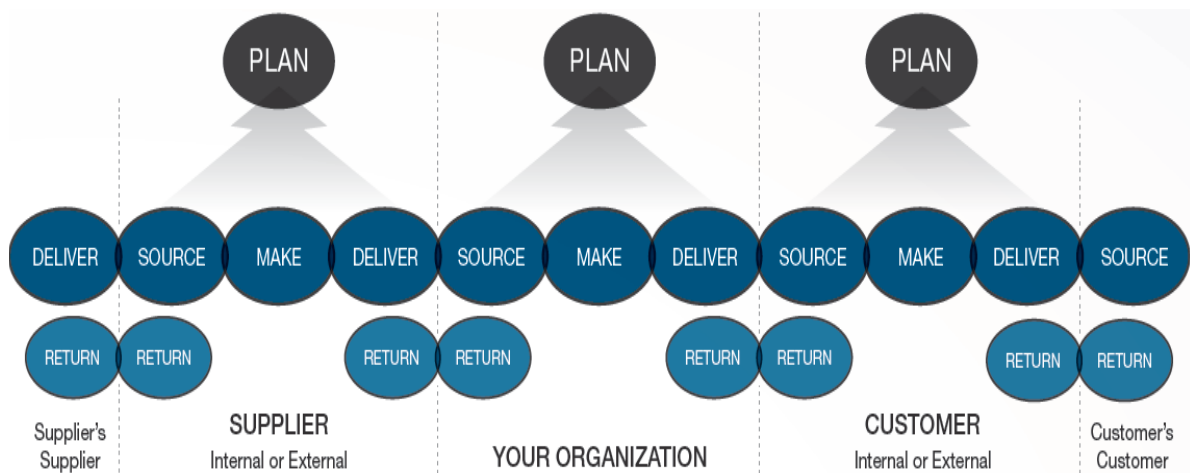 PLAN
PLAN
PLAN
DELIVER
SOURCE
MAKE
DELIVER
SOURCE
MAKE
DELIVER
SOURCE
MAKE
DELIVER
SOURCE
RETURN
RETURN
RETURN
RETURN
RETURN
RETURN
RETURN
RETURN
Supplier's
Supplier
SUPPLIER
Internal or External
YOUR ORGANIZATION
CUSTOMER
Internal or External
Customer's
Customer